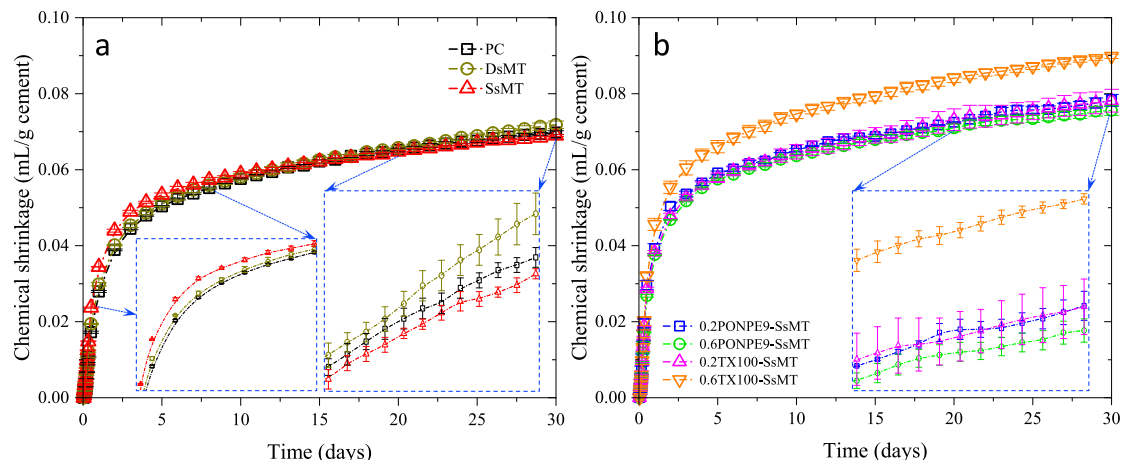 a
PC
DsMT
SsMT
0.10
0.08
0.06
0.04
0.02
0.00
0
5
10
15
20
25
30
Chemical shrinkage (mL/g cement)
Time (days)
b
0.2PONPE9-SsMT
0.6PONPE9-SsMT
0.2TX100-SsMT
0.6TX100-SsMT
0.10
0.08
0.06
0.04
0.02
0.00
0
5
10
15
20
25
30
Chemical shrinkage (mL/g cement)
Time (days)